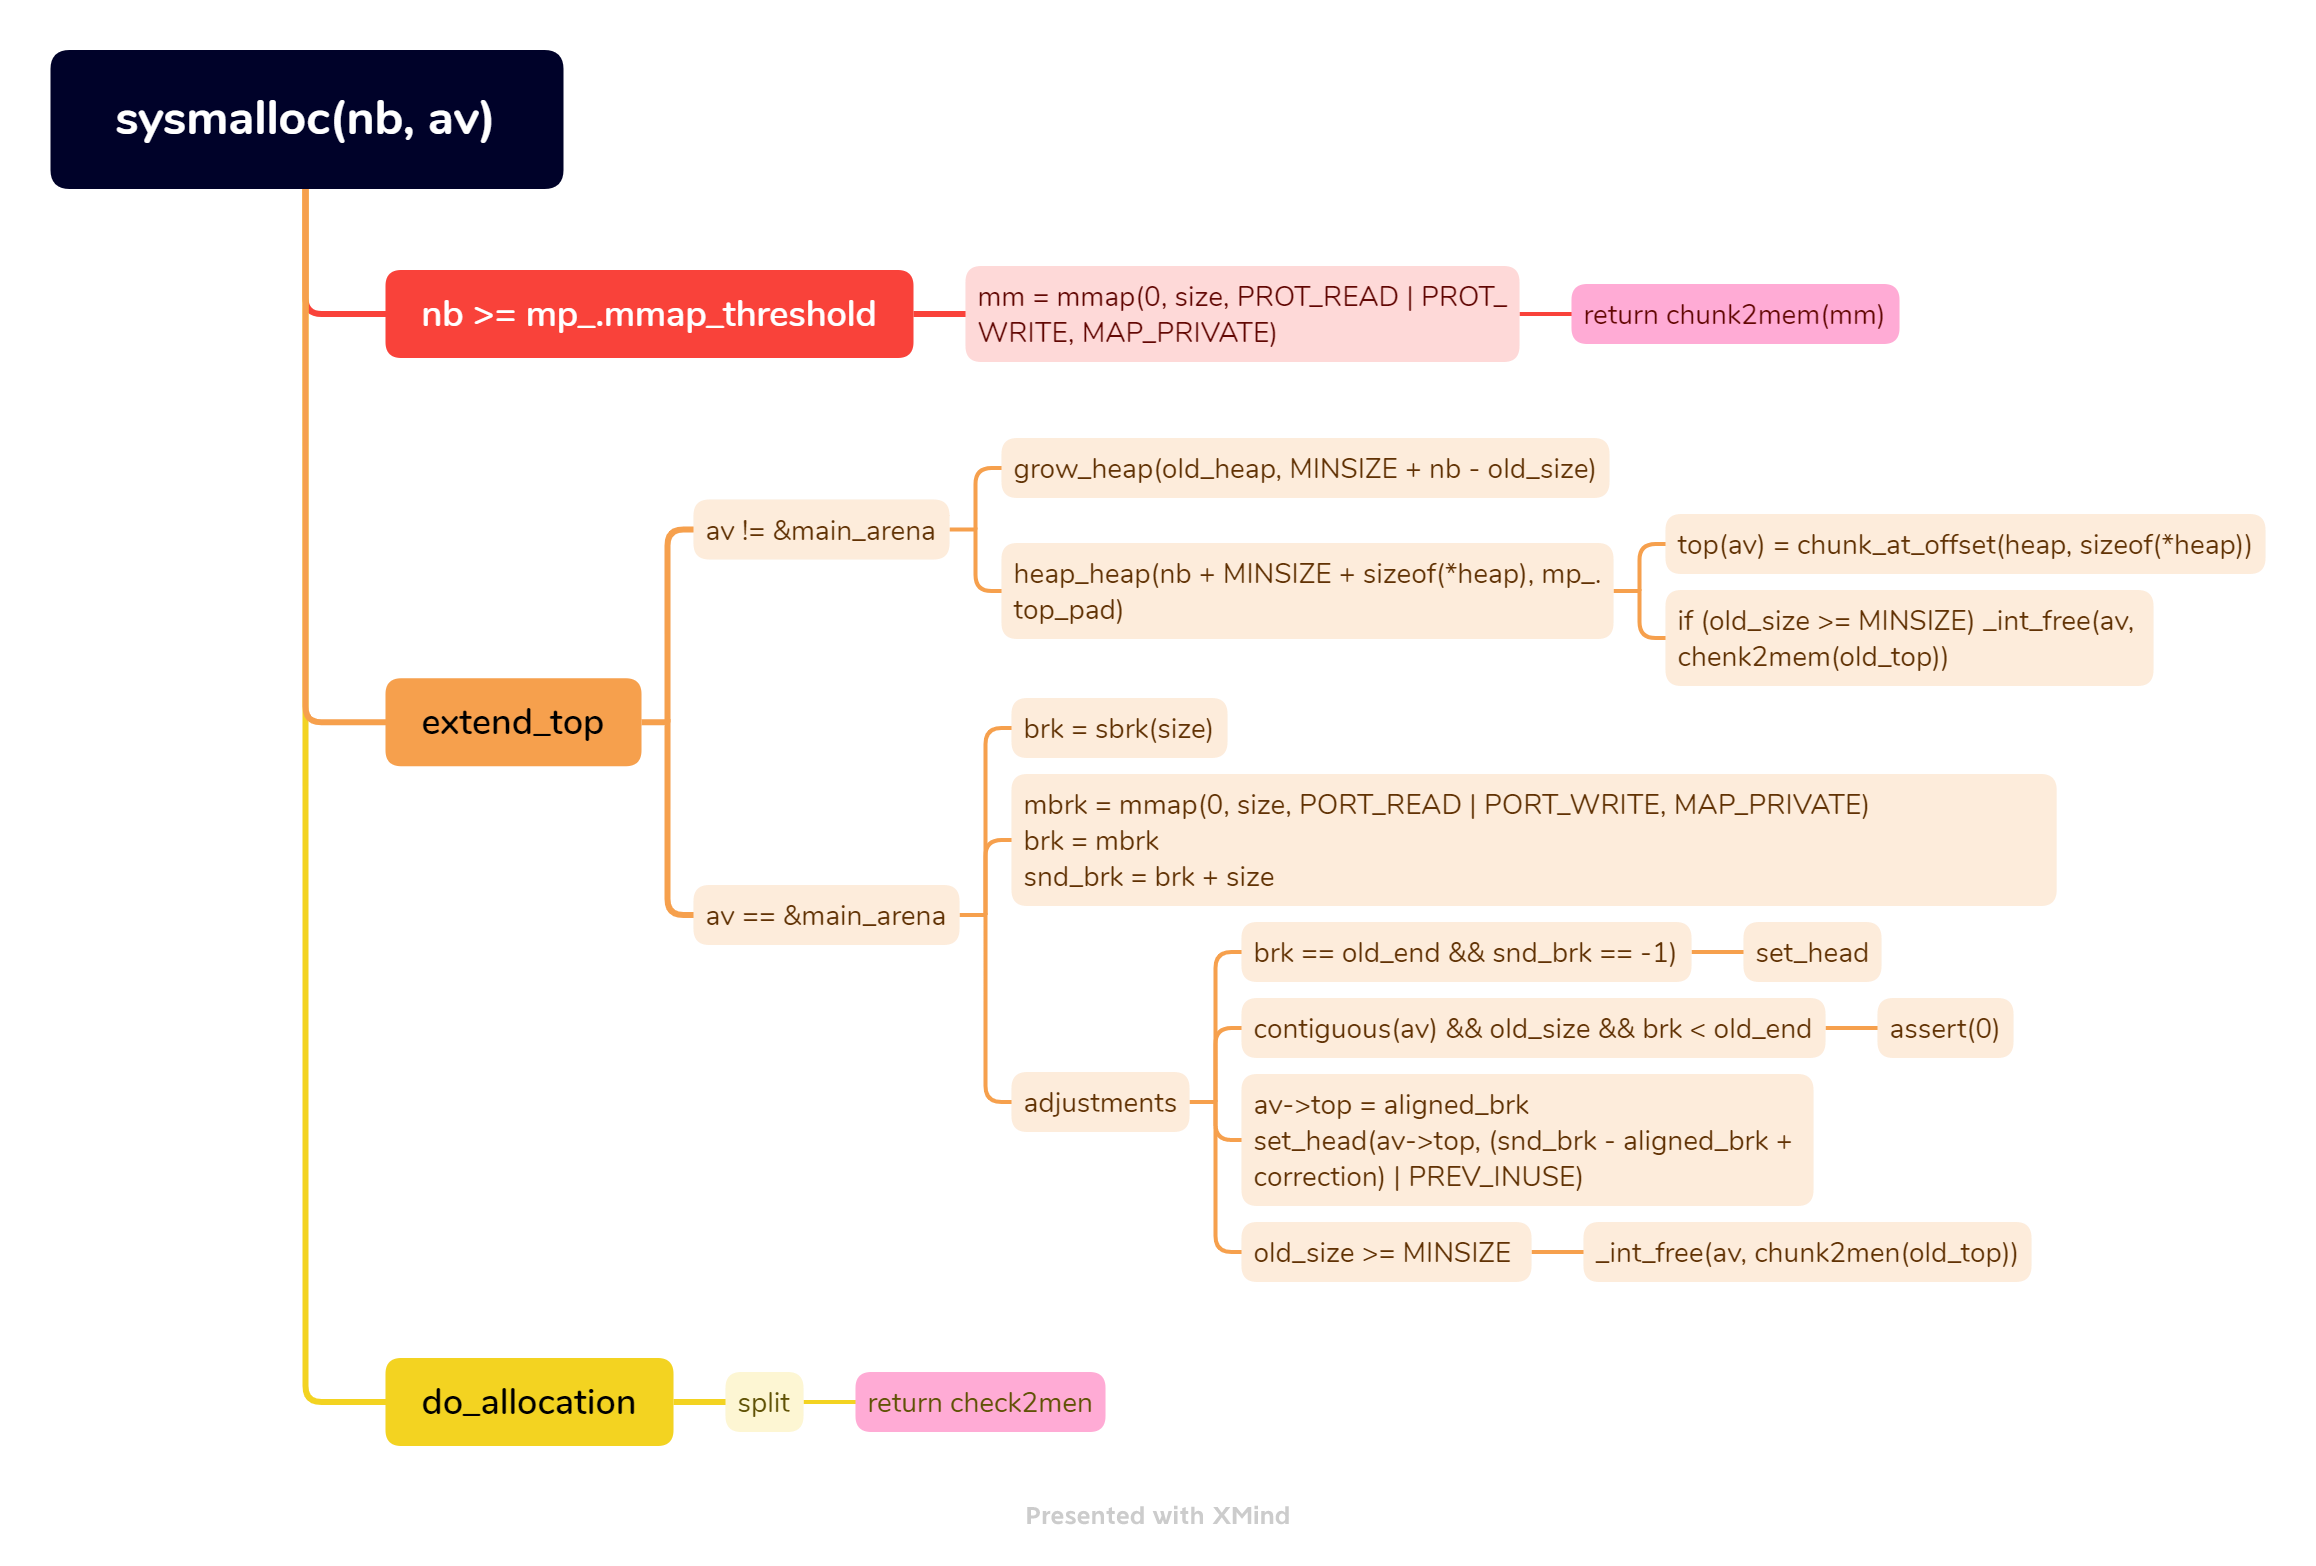 sysmalloc(nb, av)
nb >= mp_.mmap_threshold
mm = mmap(0, size, PROT_READ | PROT_
WRITE, MAP_PRIVATE)
return chunk2mem(mm)
extend_top
av != &main_arena
grow_heap(old_heap, MINSIZE + nb - old_size)
heap_heap(nb + MINSIZE + sizeof(*heap), mp_.
top_pad)
top(av) = chunk_at_offset(heap, sizeof(*heap))
if (old_size >= MINSIZE) _int_free(av,
chenk2mem(old_top))
av == &main_arena
brk = sbrk(size)
mbrk = mmap(0, size, PORT_READ | PORT_WRITE, MAP_PRIVATE)
brk = mbrk
snd_brk = brk + size
adjustments
brk == old_end && snd_brk == -1)
set_head
contiguous(av) && old_size && brk < old_end
assert(0)
av->top = aligned_brk
set_head(av->top, (snd_brk - aligned_brk +
correction) | PREV_INUSE)
old_size >= MINSIZE
_int_free(av, chunk2men(old_top))
do_allocation
split
return check2men
Presented with XMind